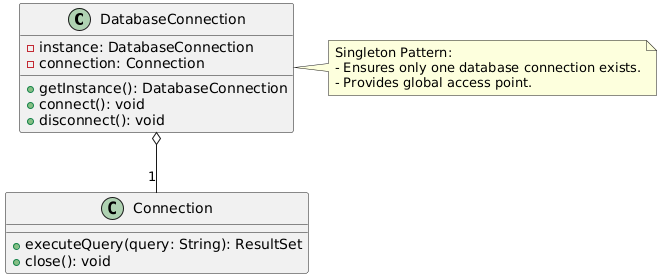 C DatabaseConnection
instance: DatabaseConnection
connection: Connection
getInstance(): DatabaseConnection
connect(): void
disconnect(): void
Singleton Pattern:
- Ensures only one database connection exists.
- Provides global access point.
1
C Connection
executeQuery(query: String): ResultSet
close(): void